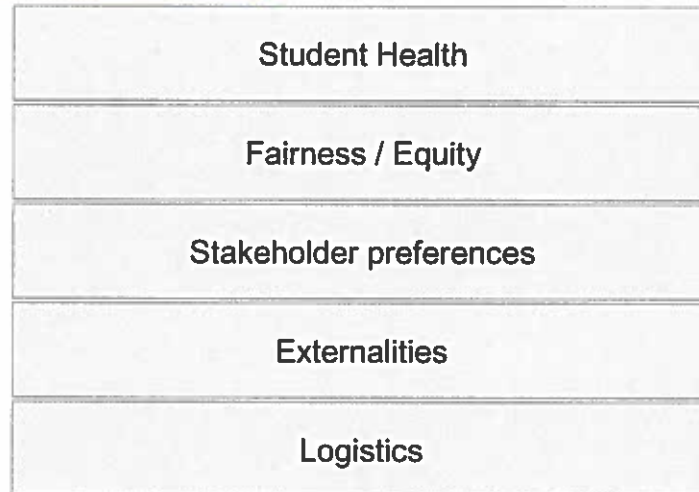 Student Health
Fairness / Equity
Stakeholder preferences
Externalities
Logistics